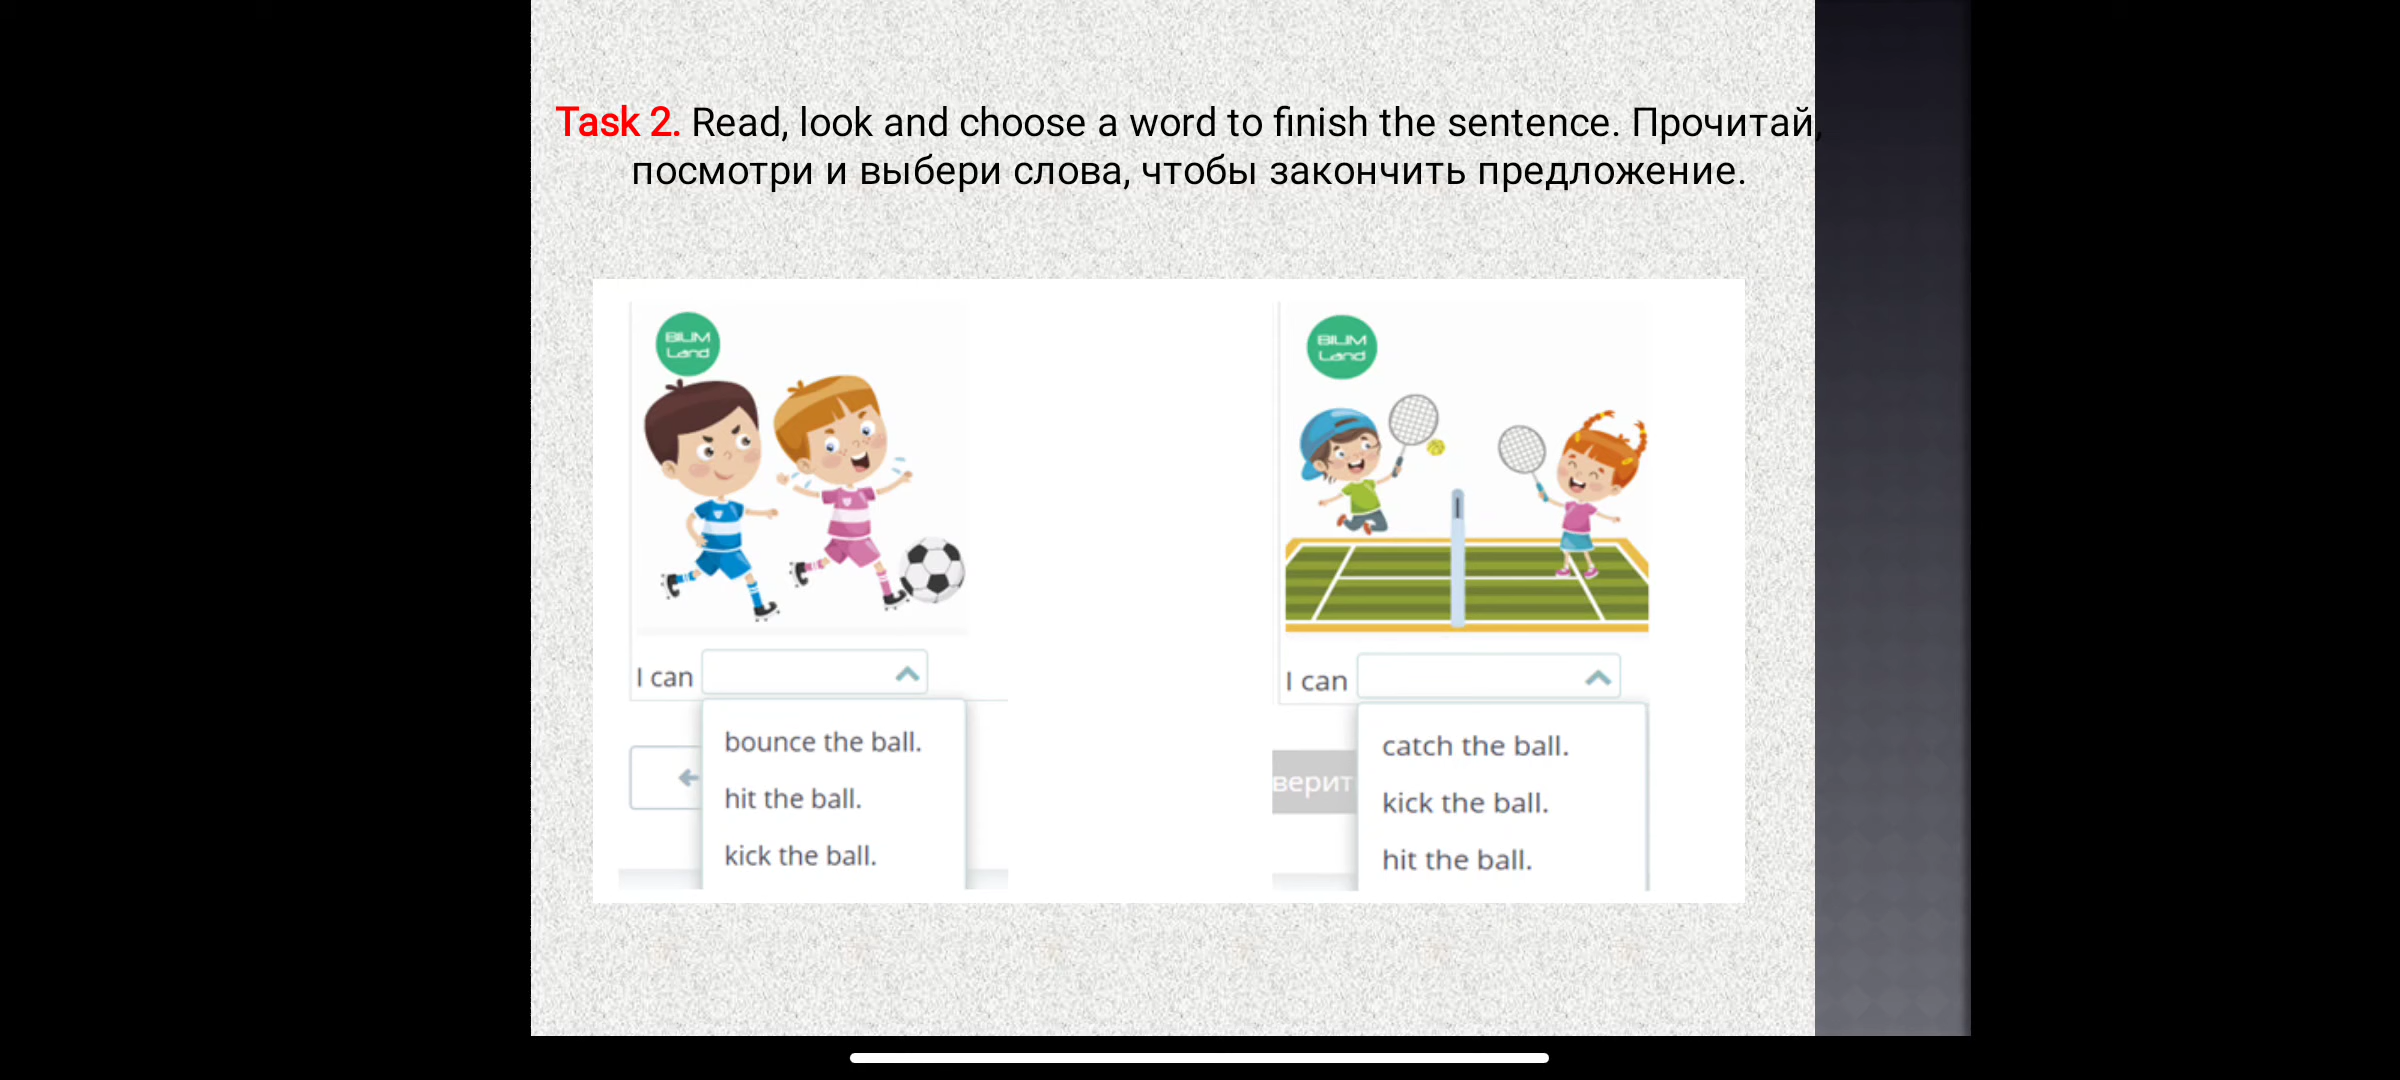 Task 2. Read, look and choose a word to finish the sentence. Прочитай,
посмотри и выбери слова, чтобы закончить предложение.
BILIM
Land
I can
bounce the ball.
hit the ball.
kick the ball.
BILIM
Land
I can
верит
catch the ball.
kick the ball.
hit the ball.